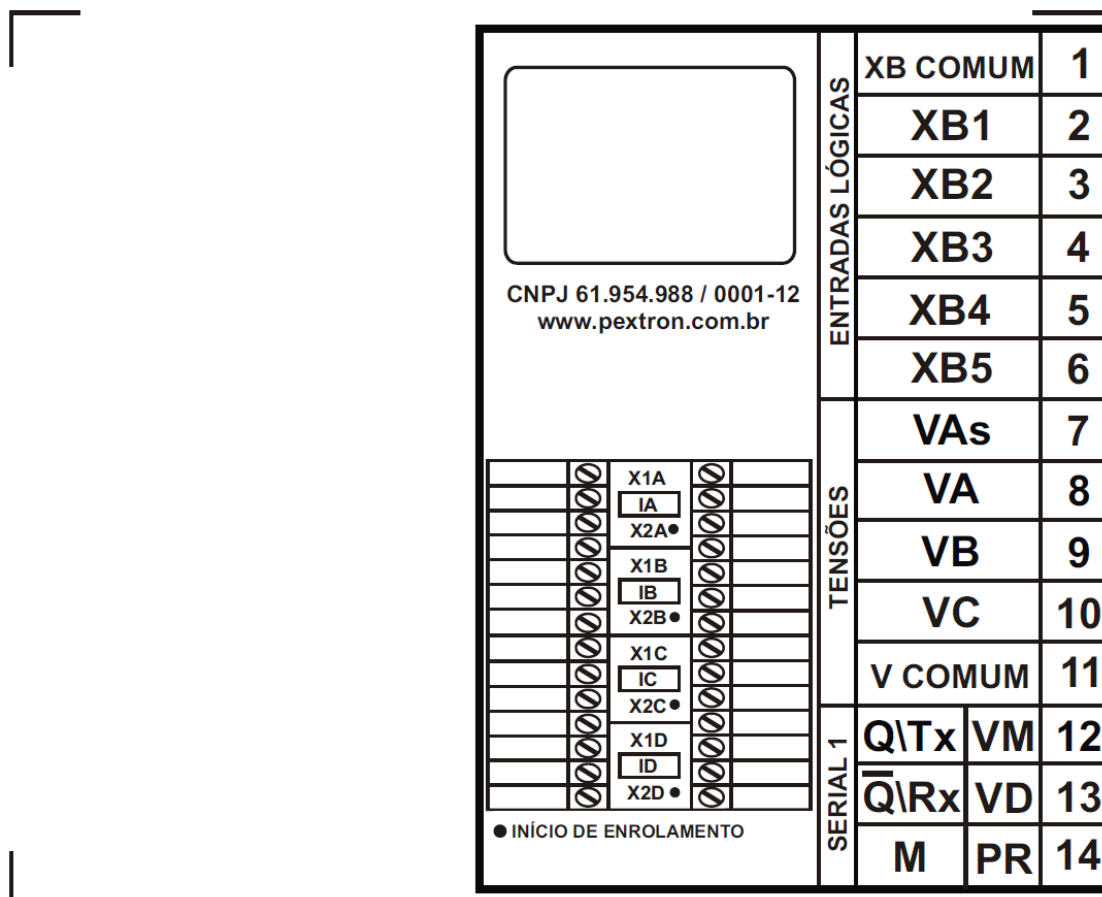 CNPJ 61.954.988 / 0001-12
www.pextron.com.br
X1A
IA
X2A●
X1B
IB
X2B●
X1C
IC
X2C●
X1D
ID
X2D●
● INÍCIO DE ENROLAMENTO
ENTRADAS LÓGICAS
XB COMUM 1
XB1 2
XB2 3
XB3 4
XB4 5
XB5 6
TENSÕES
VAs 7
VA 8
VB 9
VC 10
V COMUM 11
SERIAL 1
Q\Tx VM 12
Q̅\Rx VD 13
M PR 14